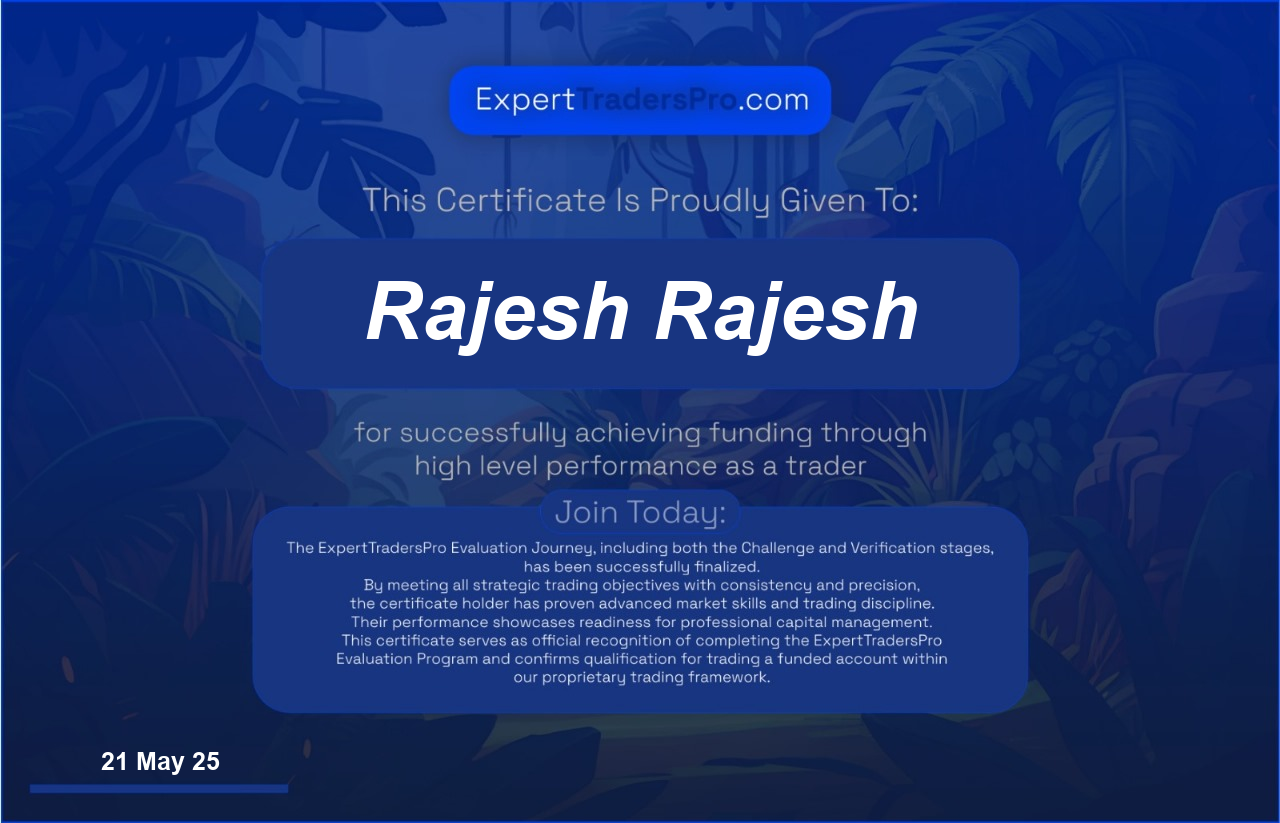 ExpertTradersPro.com
This Certificate Is Proudly Given To:
Rajesh Rajesh
for successfully achieving funding through
high level performance as a trader
Join Today:
The ExpertTradersPro Evaluation Journey, including both the Challenge and Verification stages,
has been successfully finalized.
By meeting all strategic trading objectives with consistency and precision,
the certificate holder has proven advanced market skills and trading discipline.
Their performance showcases readiness for professional capital management.
This certificate serves as official recognition of completing the ExpertTradersPro
Evaluation Program and confirms qualification for trading a funded account within
our proprietary trading framework.
21 May 25